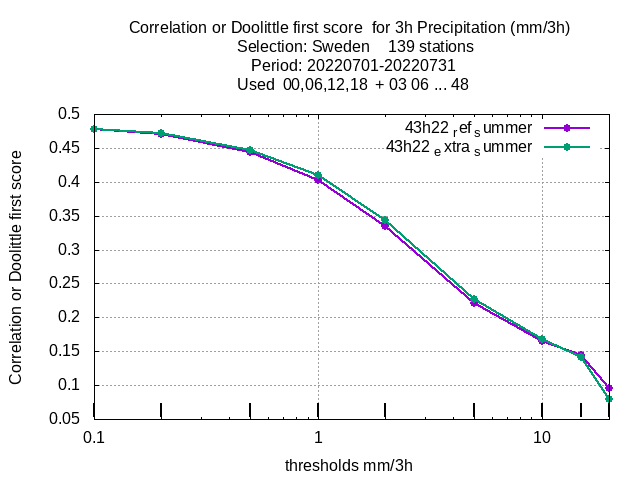 Correlation or Doolittle first score for 3h Precipitation (mm/3h)
Selection: Sweden 139 stations
Period: 20220701-20220731
Used 00,06,12,18 + 03 06 ... 48
43h22 ref summer
43h22 extra summer
Correlation or Doolittle first score
0.5
0.45
0.4
0.35
0.3
0.25
0.2
0.15
0.1
0.05
0.1 1 10
thresholds mm/3h